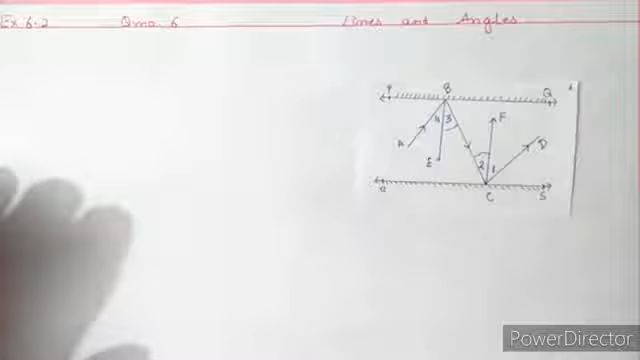 Ex 6.2 Qno. 6 Lines and Angles
P B Q
4 3 F
A D
E 2 1
R C S
PowerDirector